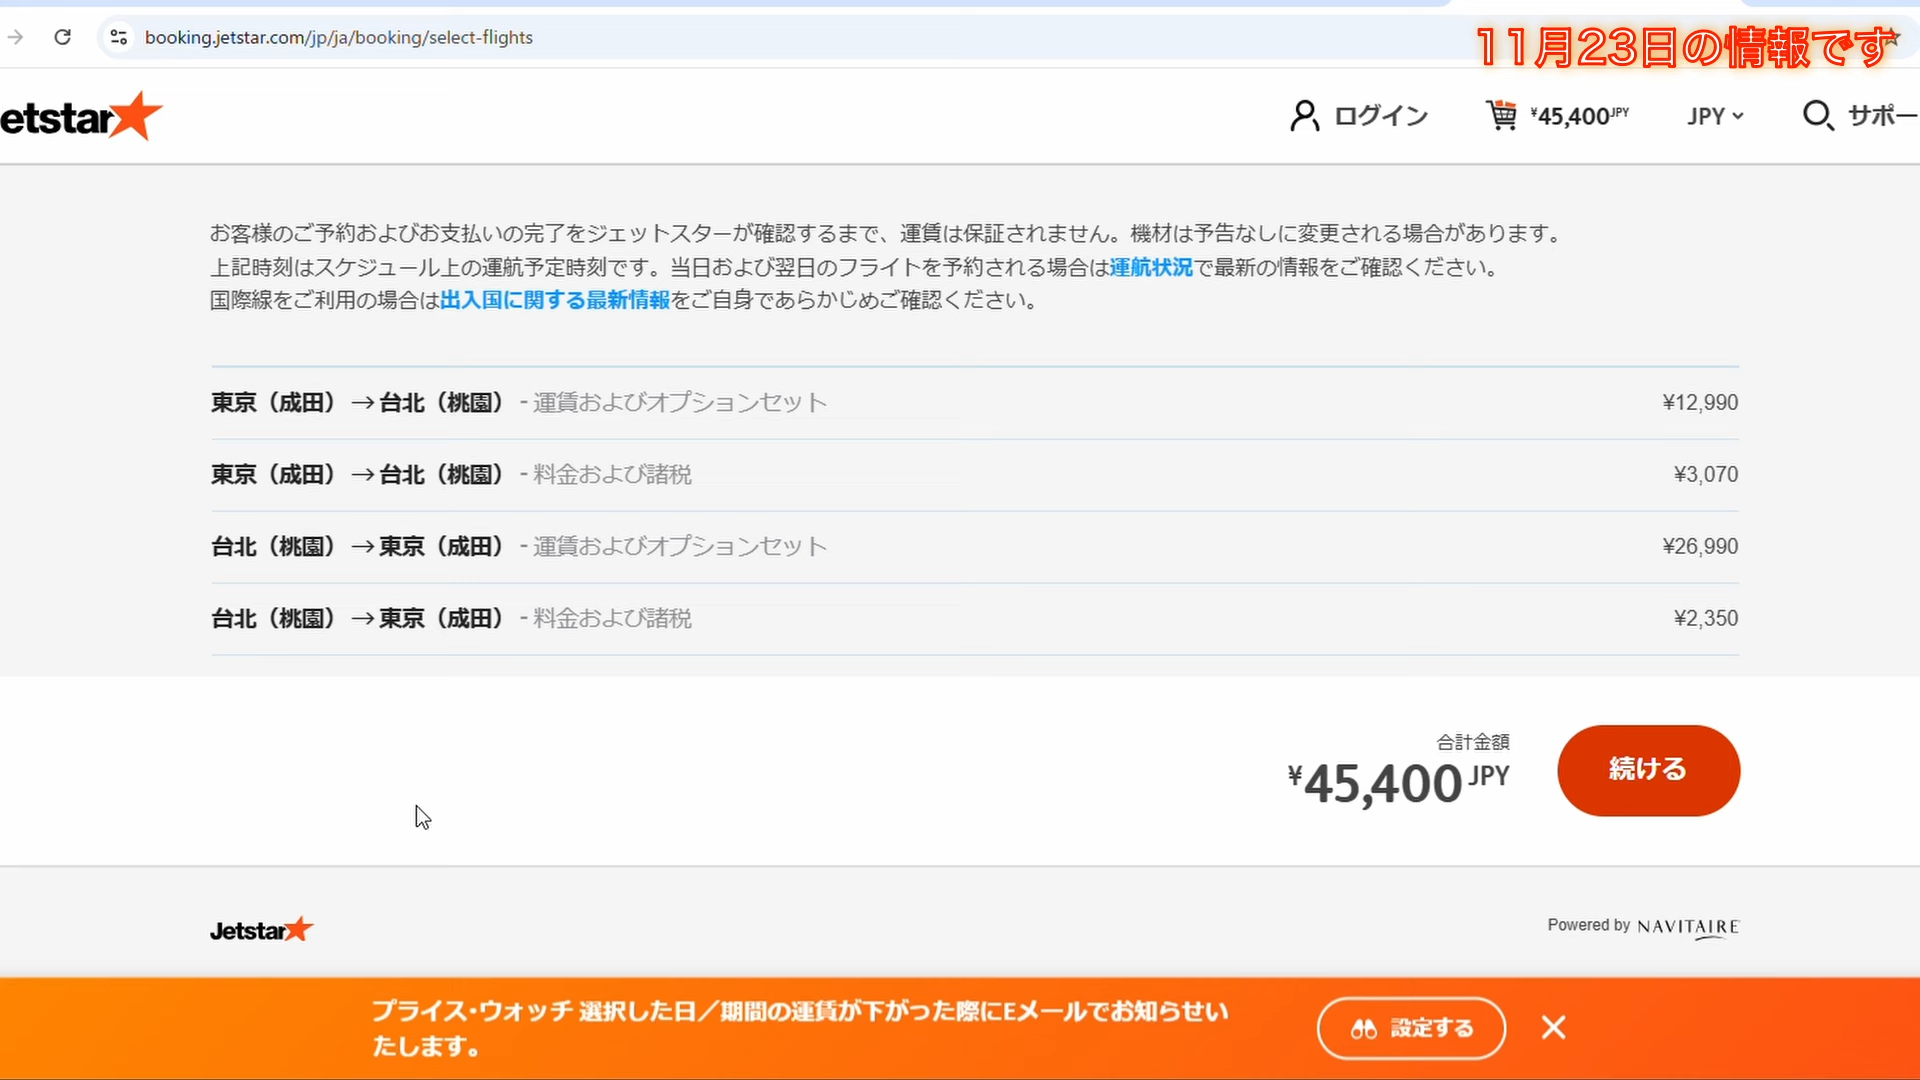 booking.jetstar.com/jp/ja/booking/select-flights
11月23日の情報です
etstar
ログイン
¥45,400JPY
JPY
サポー
お客様のご予約およびお支払いの完了をジェットスターが確認するまで、運賃は保証されません。機材は予告なしに変更される場合があります。
上記時刻はスケジュール上の運航予定時刻です。当日および翌日のフライトを予約される場合は運航状況で最新の情報をご確認ください。
国際線をご利用の場合は出入国に関する最新情報をご自身であらかじめご確認ください。
東京（成田）→台北（桃園） - 運賃およびオプションセット ¥12,990
東京（成田）→台北（桃園） - 料金および諸税 ¥3,070
台北（桃園）→東京（成田） - 運賃およびオプションセット ¥26,990
台北（桃園）→東京（成田） - 料金および諸税 ¥2,350
合計金額
¥45,400JPY
続ける
Jetstar
Powered by NAVITAIRE
プライス・ウォッチ 選択した日／期間の運賃が下がった際にEメールでお知らせい
たします。
設定する